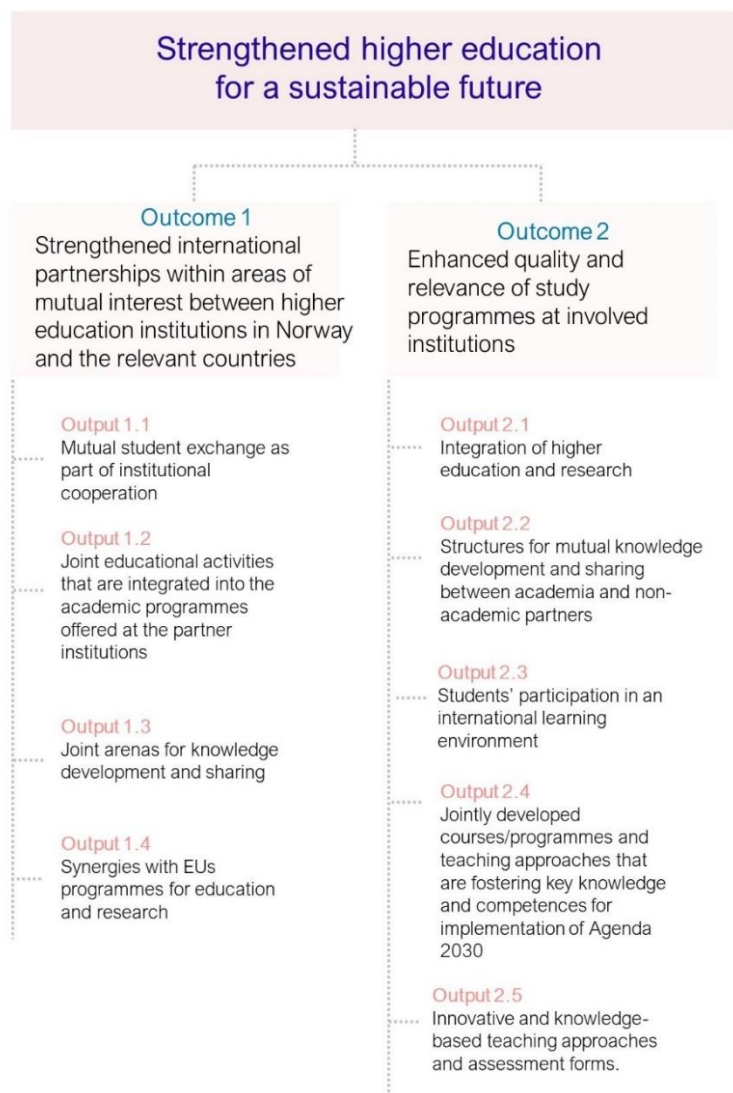 Strengthened higher education
for a sustainable future
Outcome 1
Strengthened international
partnerships within areas of
mutual interest between higher
education institutions in Norway
and the relevant countries
Output 1.1
Mutual student exchange as
part of institutional
cooperation
Output 1.2
Joint educational activities
that are integrated into the
academic programmes
offered at the partner
institutions
Output 1.3
Joint arenas for knowledge
development and sharing
Output 1.4
Synergies with EUs
programmes for education
and research
Outcome 2
Enhanced quality and
relevance of study
programmes at involved
institutions
Output 2.1
Integration of higher
education and research
Output 2.2
Structures for mutual knowledge
development and sharing
between academia and non-
academic partners
Output 2.3
Students’ participation in an
international learning
environment
Output 2.4
Jointly developed
courses/programmes and
teaching approaches that
are fostering key knowledge
and competences for
implementation of Agenda
2030
Output 2.5
Innovative and knowledge-
based teaching approaches
and assessment forms.